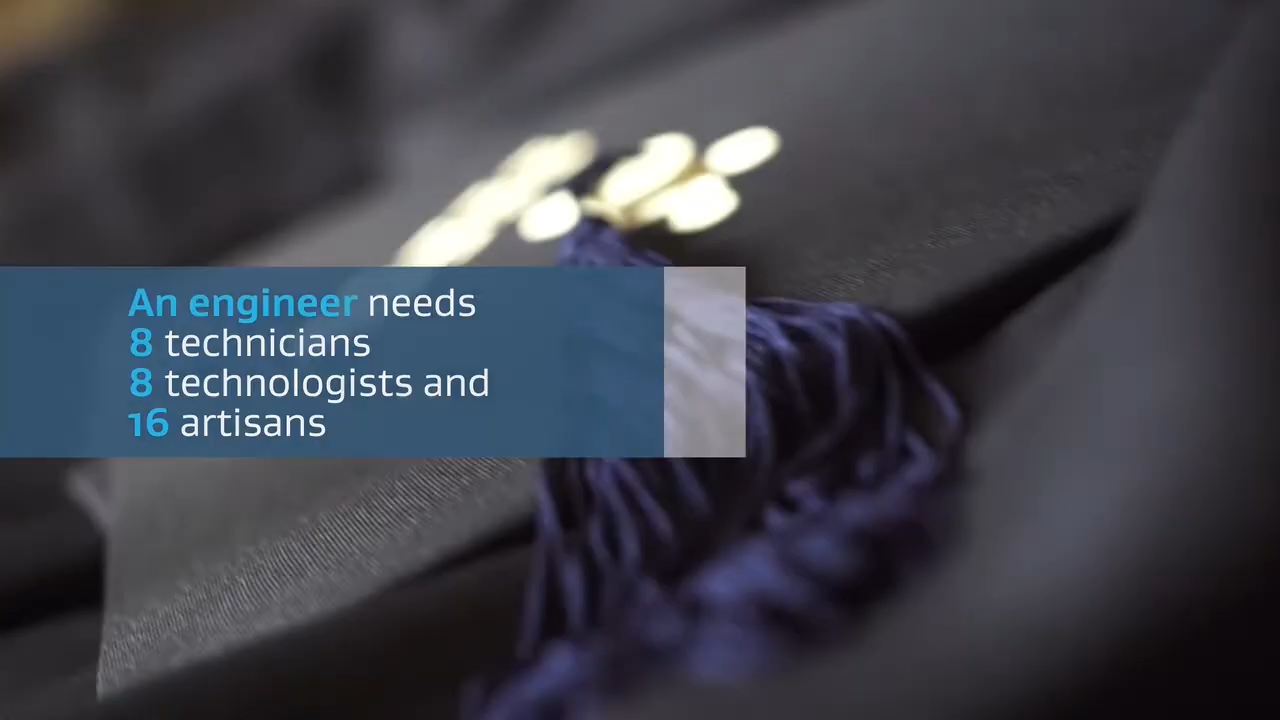 An engineer needs
8 technicians
8 technologists and
16 artisans